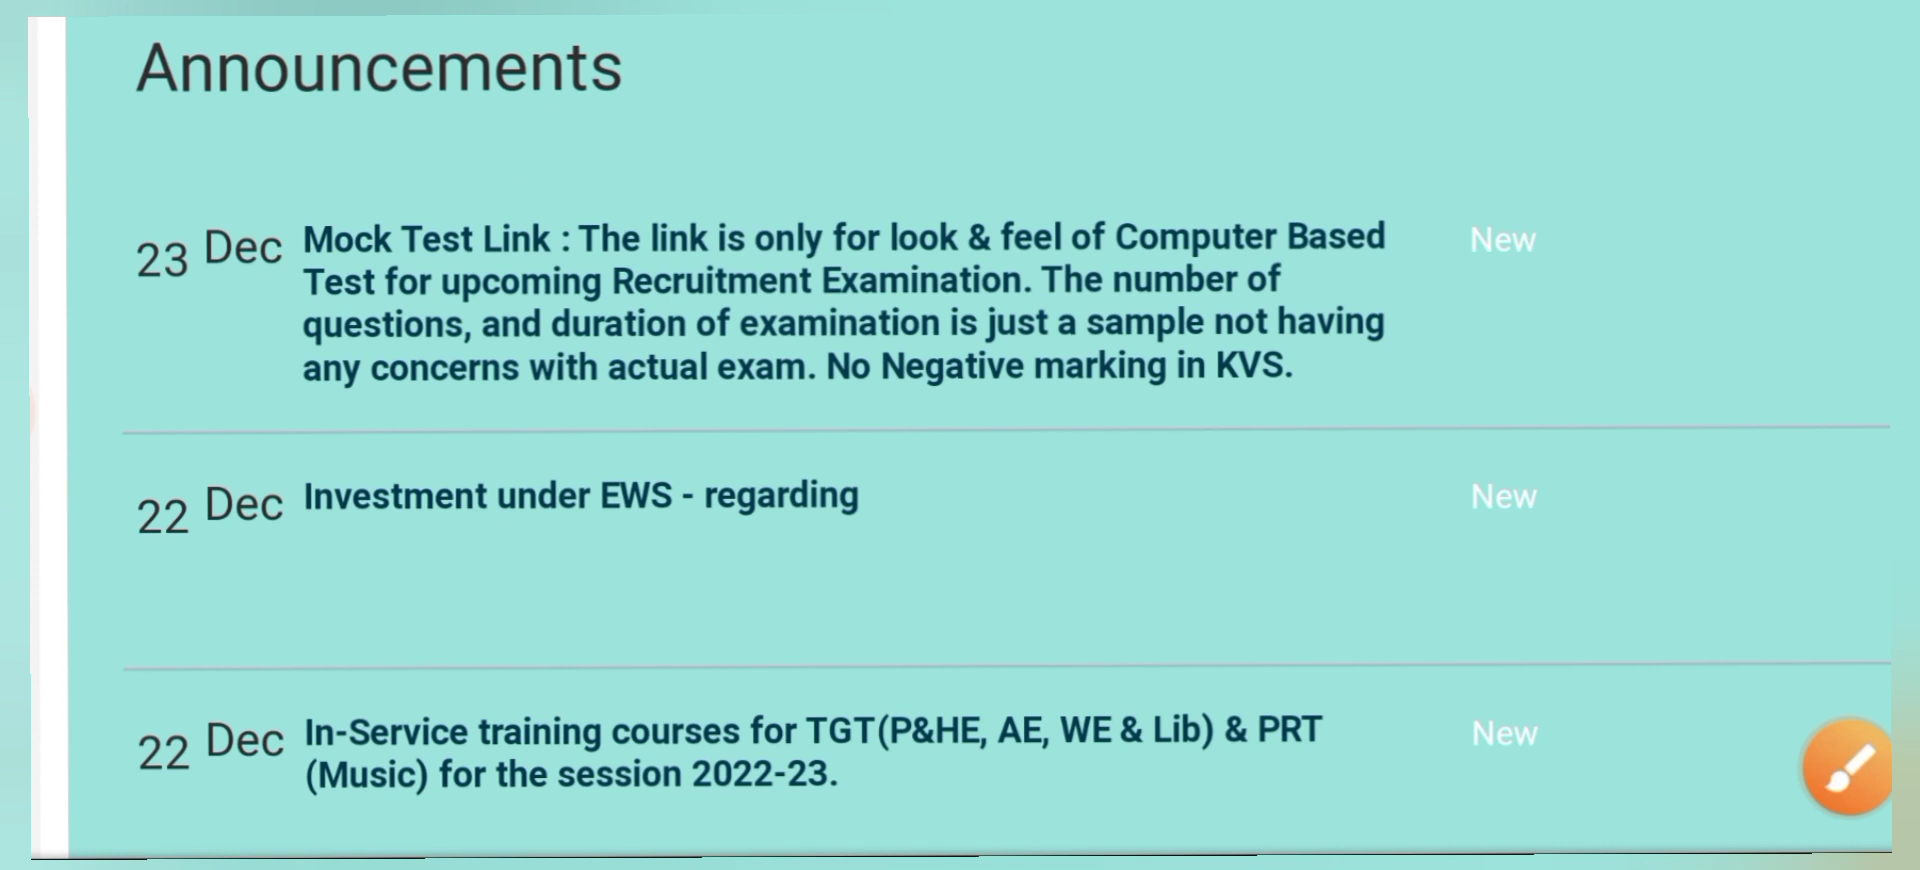 Announcements
23 Dec Mock Test Link : The link is only for look & feel of Computer Based New
Test for upcoming Recruitment Examination. The number of
questions, and duration of examination is just a sample not having
any concerns with actual exam. No Negative marking in KVS.
22 Dec Investment under EWS - regarding New
22 Dec In-Service training courses for TGT(P&HE, AE, WE & Lib) & PRT New
(Music) for the session 2022-23.